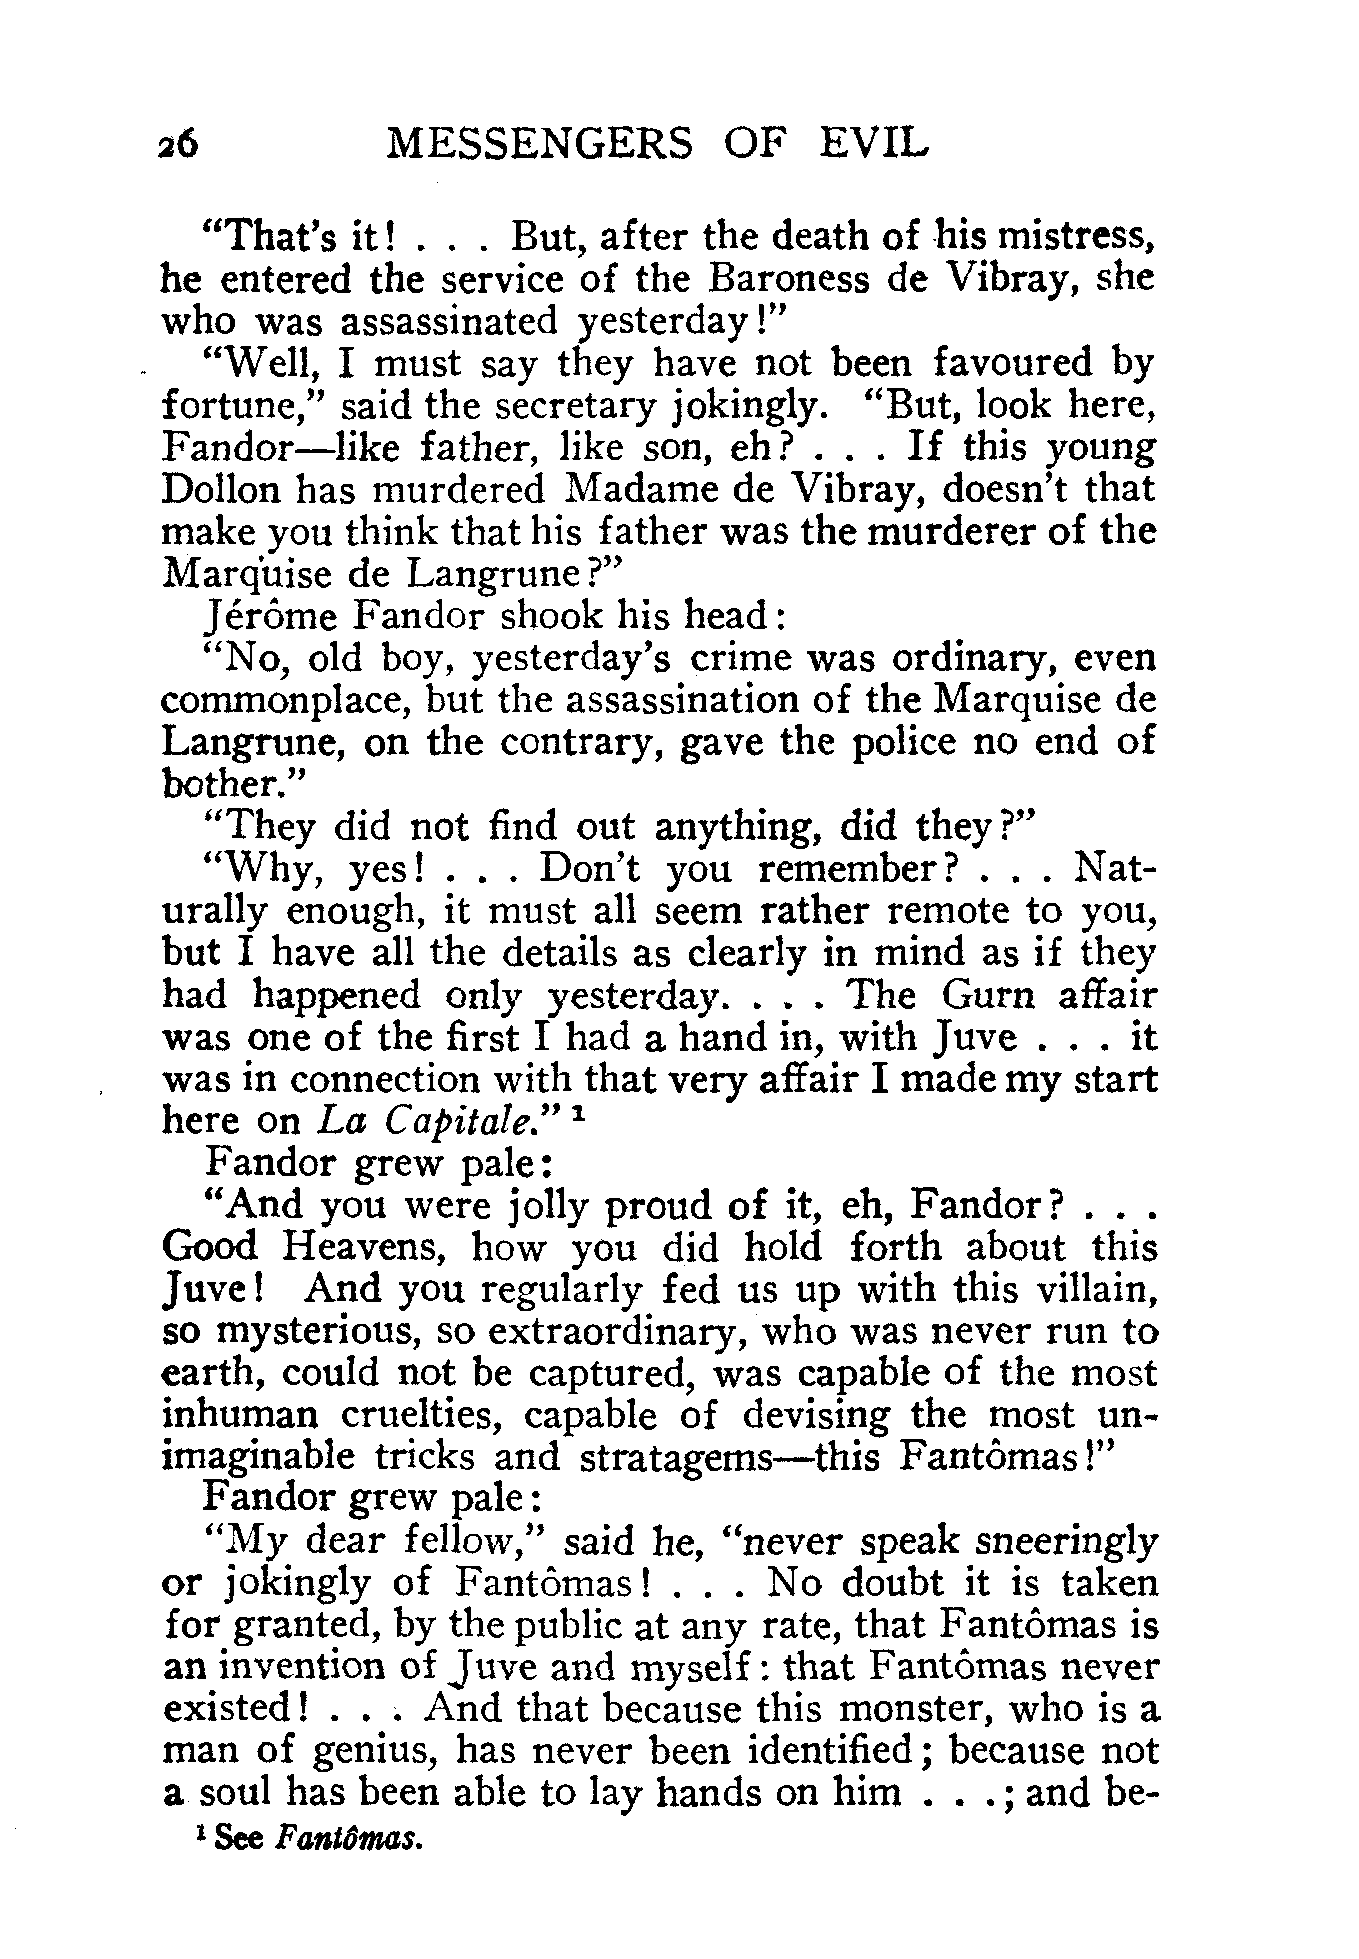 26 MESSENGERS OF EVIL
"That's it! . . . But, after the death of his mistress,
he entered the service of the Baroness de Vibray, she
who was assassinated yesterday!"
"Well, I must say they have not been favoured by
fortune," said the secretary jokingly. "But, look here,
Fandor—like father, like son, eh? . . . If this young
Dollon has murdered Madame de Vibray, doesn't that
make you think that his father was the murderer of the
Marquise de Langrune?"
Jérôme Fandor shook his head:
"No, old boy, yesterday's crime was ordinary, even
commonplace, but the assassination of the Marquise de
Langrune, on the contrary, gave the police no end of
bother."
"They did not find out anything, did they?"
"Why, yes! . . . Don't you remember? . . . Nat-
urally enough, it must all seem rather remote to you,
but I have all the details as clearly in mind as if they
had happened only yesterday. . . . The Gurn affair
was one of the first I had a hand in, with Juve . . . it
was in connection with that very affair I made my start
here on La Capitale." ¹
Fandor grew pale:
"And you were jolly proud of it, eh, Fandor? . . .
Good Heavens, how you did hold forth about this
Juve! And you regularly fed us up with this villain,
so mysterious, so extraordinary, who was never run to
earth, could not be captured, was capable of the most
inhuman cruelties, capable of devising the most un-
imaginable tricks and stratagems—this Fantômas!"
Fandor grew pale:
"My dear fellow," said he, "never speak sneeringly
or jokingly of Fantômas! . . . No doubt it is taken
for granted, by the public at any rate, that Fantômas is
an invention of Juve and myself: that Fantômas never
existed! . . . And that because this monster, who is a
man of genius, has never been identified; because not
a soul has been able to lay hands on him . . .; and be-
¹ See Fantômas.